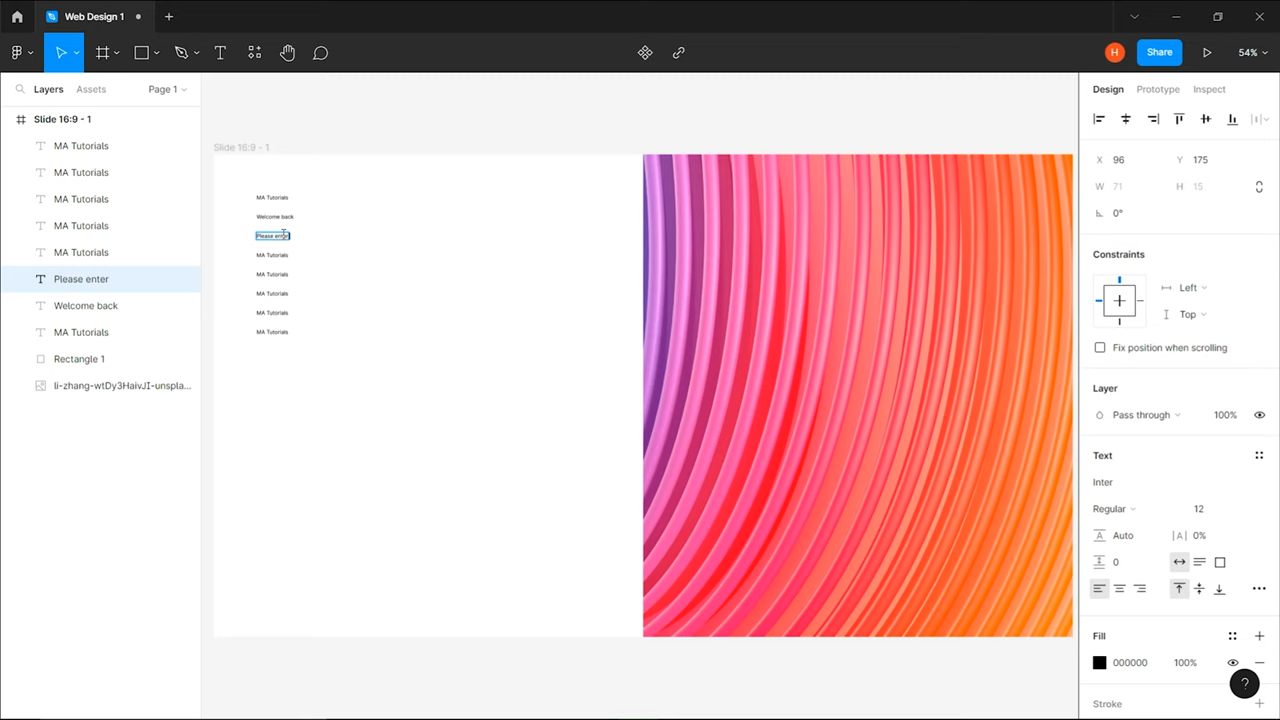 Web Design 1
H
Share
54%
Layers
Assets
Page 1
Slide 16:9 - 1
MA Tutorials
MA Tutorials
MA Tutorials
MA Tutorials
MA Tutorials
Please enter
Welcome back
MA Tutorials
Rectangle 1
li-zhang-wtDy3HaivJI-unspla...
Slide 16:9 - 1
MA Tutorials
Welcome back
Please enter
MA Tutorials
MA Tutorials
MA Tutorials
MA Tutorials
MA Tutorials
Design
Prototype
Inspect
X 96 Y 175
W 71 H 15
0°
Constraints
Left
Top
Fix position when scrolling
Layer
Pass through 100%
Text
Inter
Regular 12
Auto |A| 0%
0
Fill
000000 100%
?
Stroke